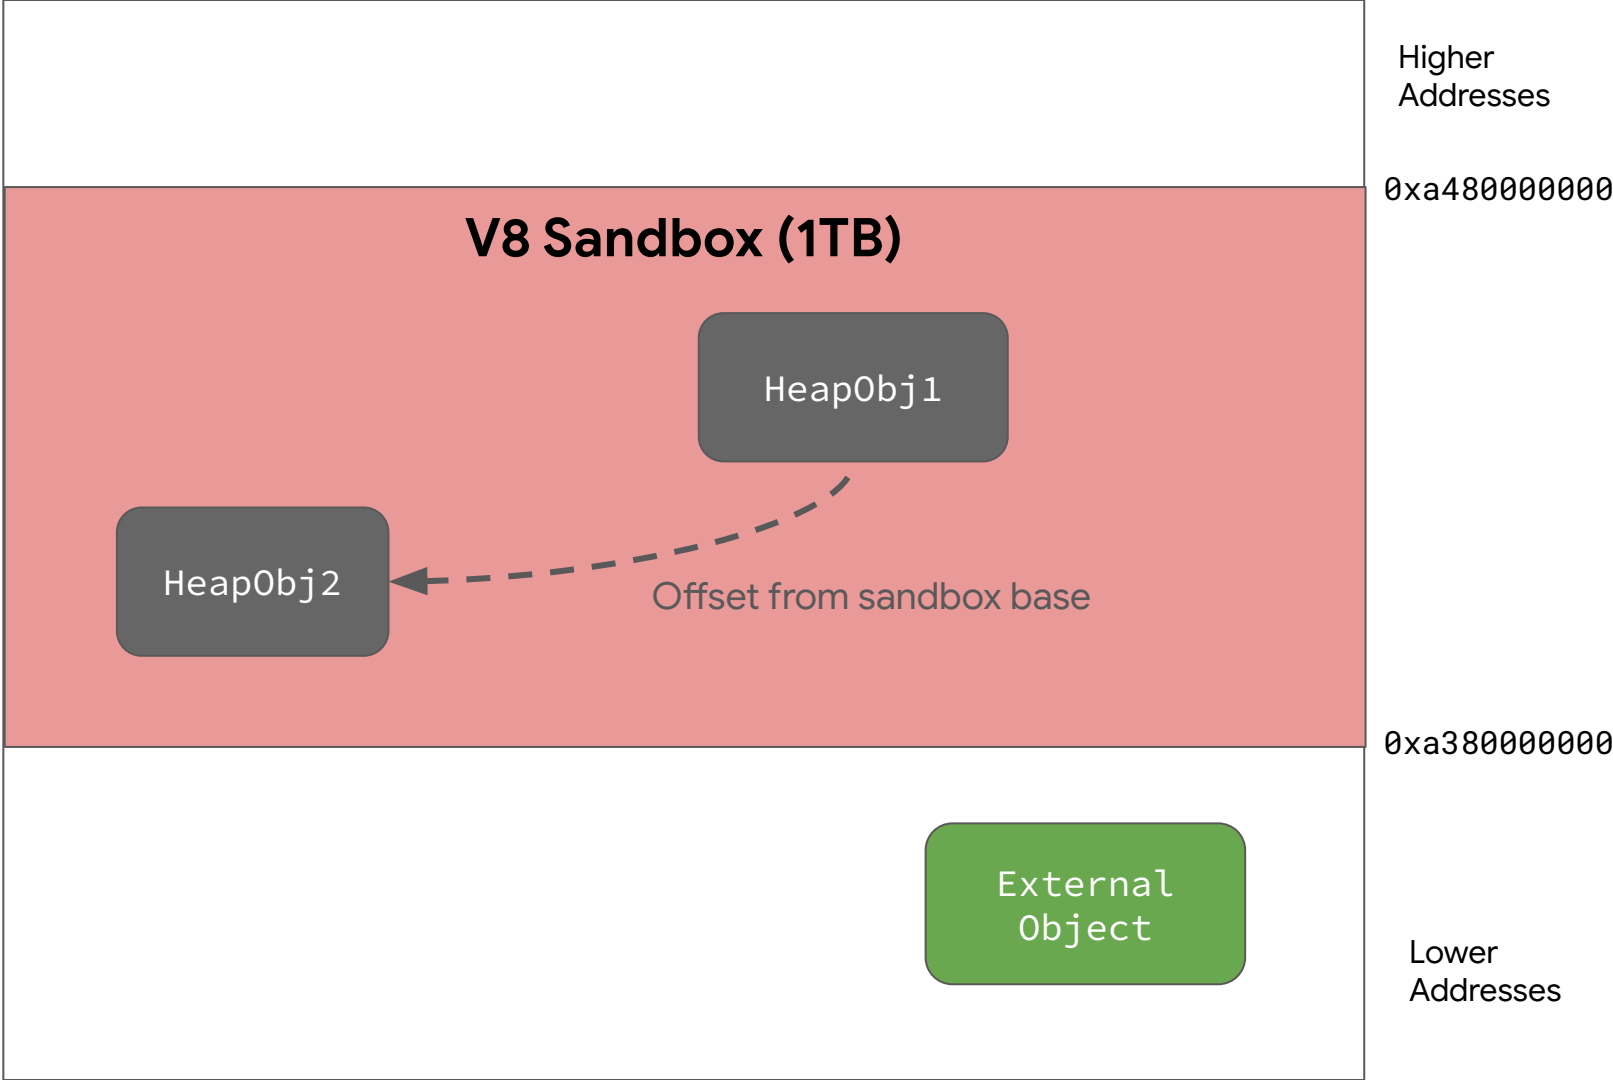 Higher
Addresses
0xa480000000
V8 Sandbox (1TB)
HeapObj1
HeapObj2
Offset from sandbox base
0xa380000000
External
Object
Lower
Addresses